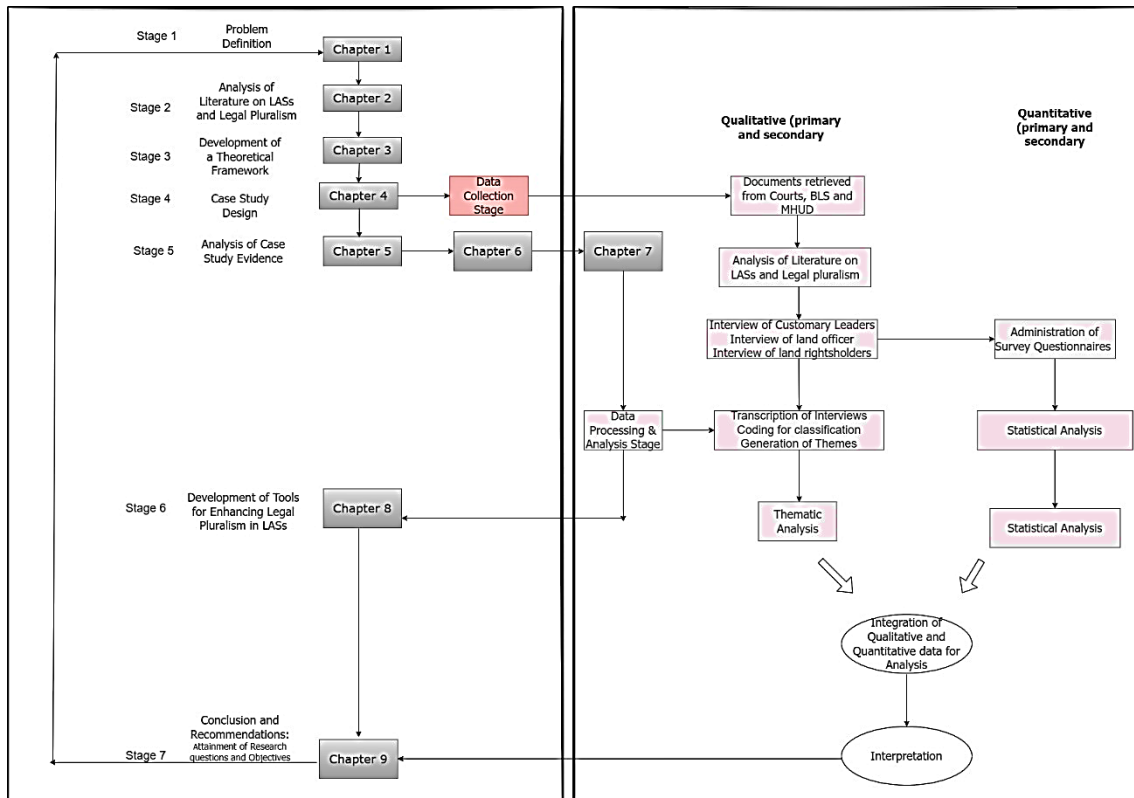 Stage 1
Problem
Definition
Chapter 1
Stage 2
Analysis of
Literature on LASs
and Legal Pluralism
Chapter 2
Stage 3
Development of
a Theoretical
Framework
Chapter 3
Stage 4
Case Study
Design
Chapter 4
Data
Collection
Stage
Stage 5
Analysis of Case
Study Evidence
Chapter 5
Chapter 6
Chapter 7
Stage 6
Development of Tools
for Enhancing Legal
Pluralism in LASs
Chapter 8
Stage 7
Conclusion and
Recommendations:
Attainment of Research
questions and Objectives
Chapter 9
Qualitative (primary
and secondary
Quantitative
(primary and
secondary
Documents retrieved
from Courts, BLS and
MHUD
Analysis of Literature on
LASs and Legal pluralism
Interview of Customary Leaders
Interview of land officer
Interview of land rightsholders
Administration of
Survey Questionnaires
Data
Processing &
Analysis Stage
Transcription of Interviews
Coding for classification
Generation of Themes
Statistical Analysis
Thematic
Analysis
Statistical Analysis
Integration of
Qualitative and
Quantitative data for
Analysis
Interpretation